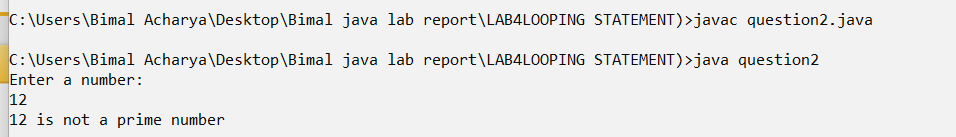 C:\Users\Bimal Acharya\Desktop\Bimal java lab report\LAB4LOOPING STATEMENT)>javac question2.java
C:\Users\Bimal Acharya\Desktop\Bimal java lab report\LAB4LOOPING STATEMENT)>java question2
Enter a number:
12
12 is not a prime number